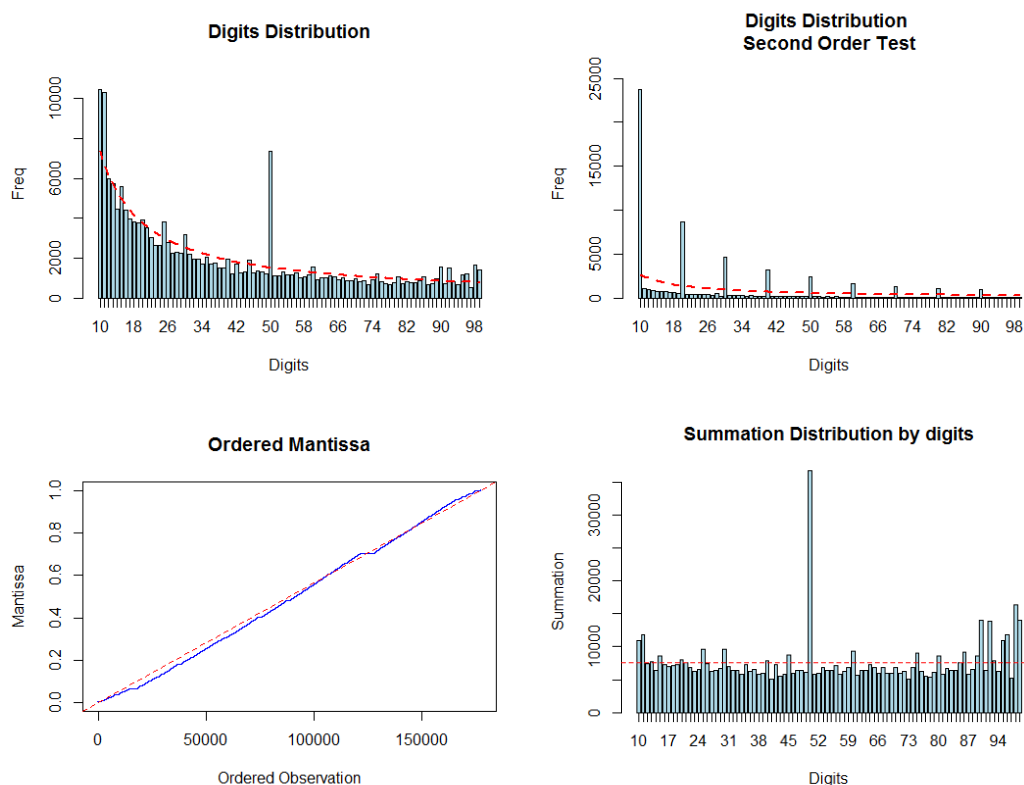 Digits Distribution
Freq
10000
6000
2000
0
10 18 26 34 42 50 58 66 74 82 90 98
Digits
Digits Distribution
Second Order Test
Freq
25000
15000
5000
0
10 18 26 34 42 50 58 66 74 82 90 98
Digits
Ordered Mantissa
Mantissa
1.0
0.8
0.6
0.4
0.2
0.0
0 50000 100000 150000
Ordered Observation
Summation Distribution by digits
Summation
30000
20000
10000
0
10 17 24 31 38 45 52 59 66 73 80 87 94
Digits